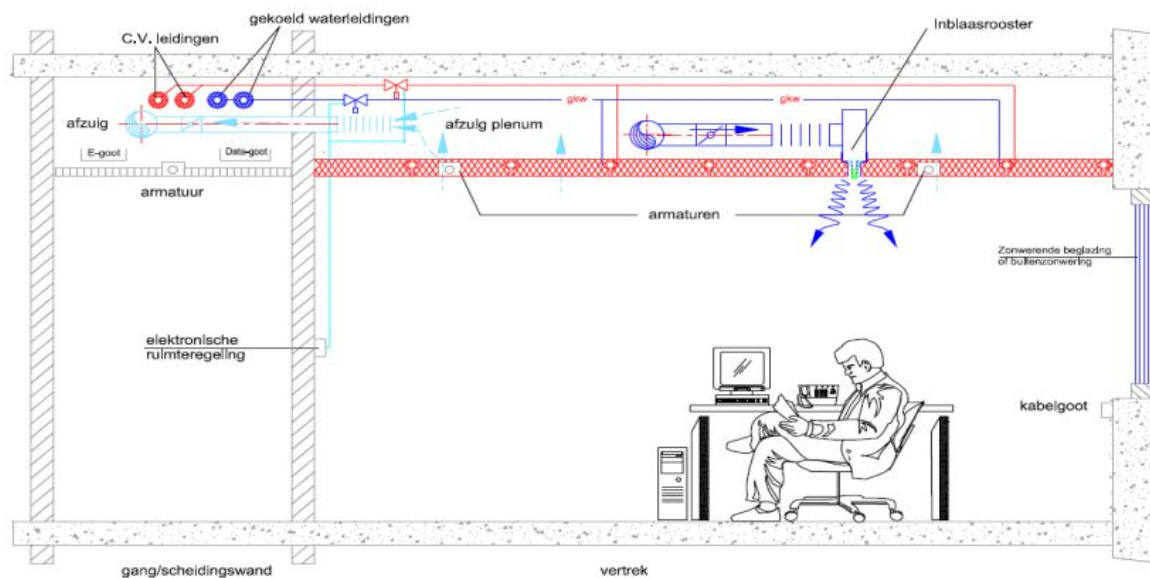 gekoeld waterleidingen
C.V. leidingen
Inblaasrooster
gkw
gkw
afzuig
afzuig plenum
E-goot
Data-goot
armatuur
armaturen
Zonwerende beglazing
of buitenzonwering
elektronische
ruimteregeling
kabelgoot
gang/scheidingswand
vertrek